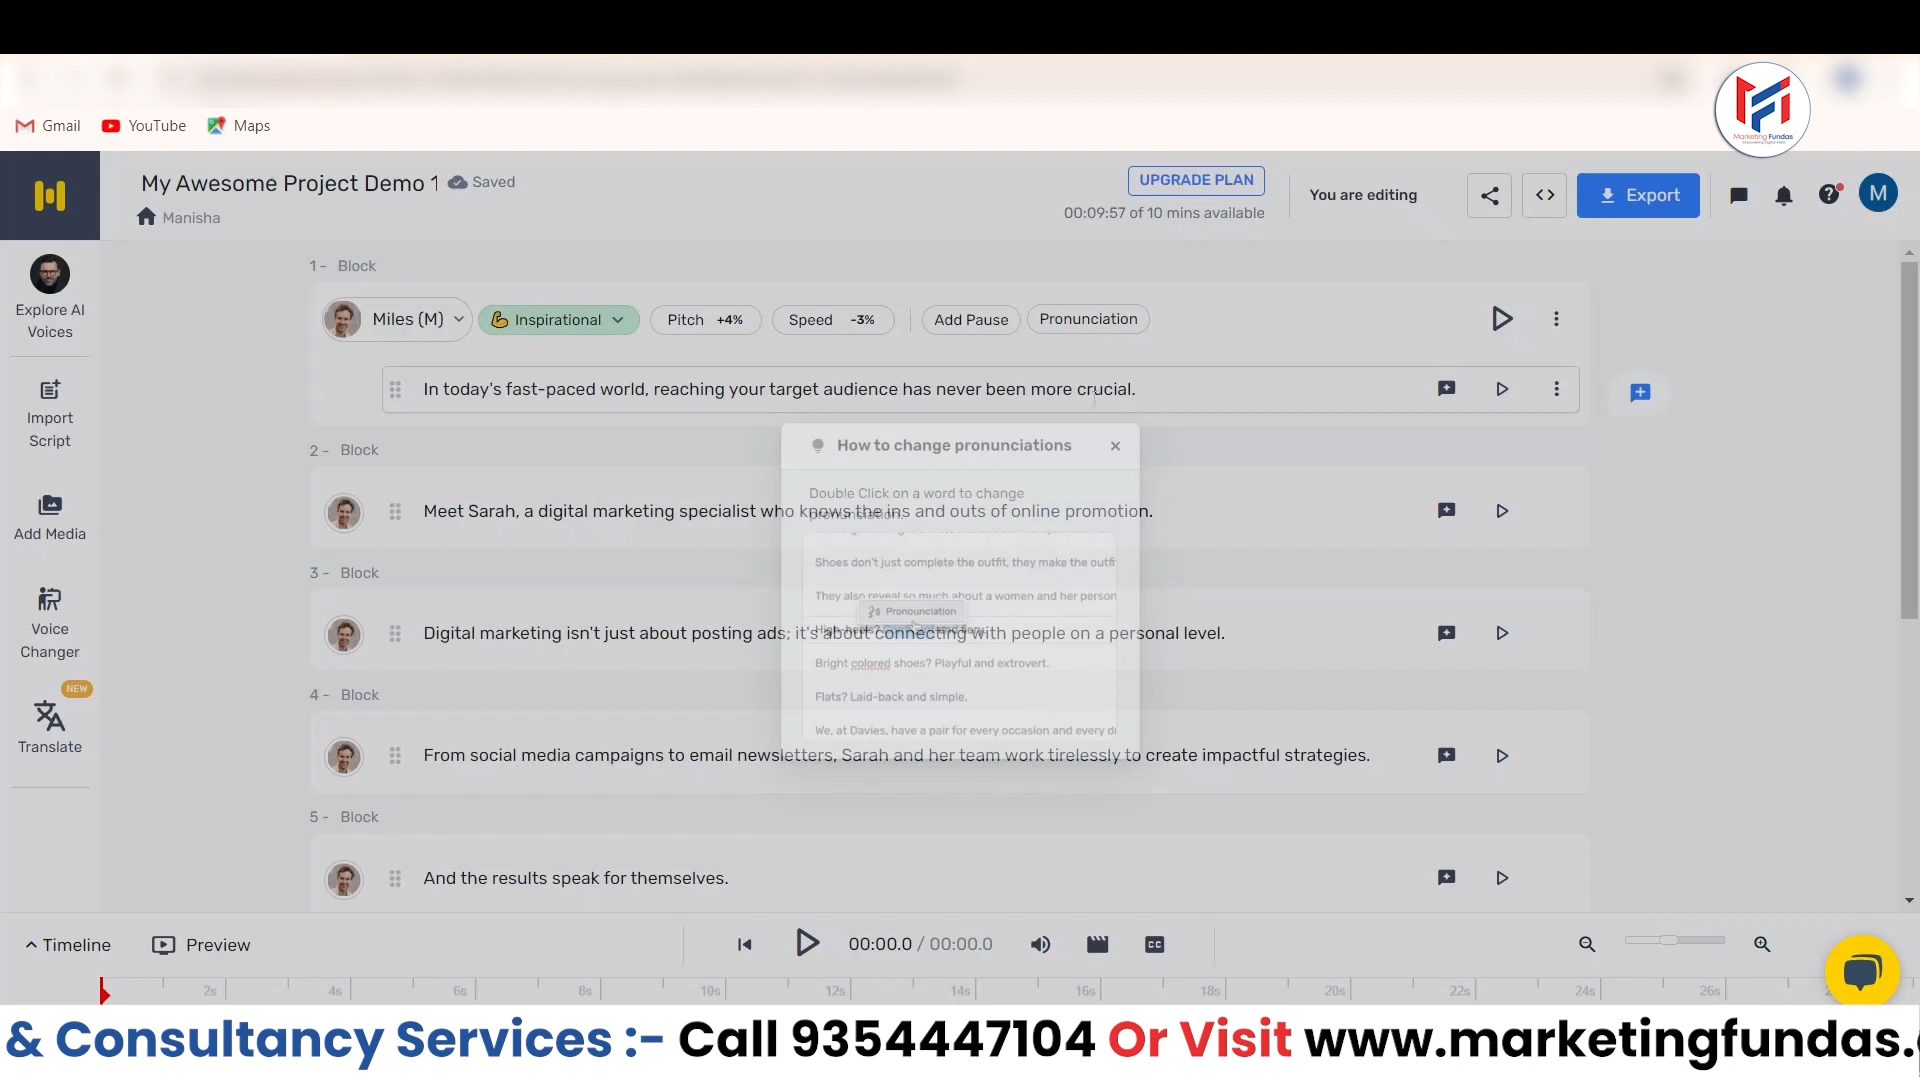 Gmail YouTube Maps
Marketing Fundas
My Awesome Project Demo 1 Saved
Manisha
UPGRADE PLAN
00:09:57 of 10 mins available
You are editing
Export
M
Explore AI
Voices
Import
Script
Add Media
Voice
Changer
NEW
Translate
1 - Block
Miles (M) Inspirational Pitch +4% Speed -3% Add Pause Pronunciation
In today's fast-paced world, reaching your target audience has never been more crucial.
2 - Block
Meet Sarah, a digital marketing specialist who knows the ins and outs of online promotion.
3 - Block
Digital marketing isn't just about posting ads; it's about connecting with people on a personal level.
4 - Block
From social media campaigns to email newsletters, Sarah and her team work tirelessly to create impactful strategies.
5 - Block
And the results speak for themselves.
How to change pronunciations
Double Click on a word to change
pronunciation.
Shoes don't just complete the outfit, they make the outfi
They also reveal so much about a women and her person
Pronounciation
High-heels?
Bright colored shoes? Playful and extrovert.
Flats? Laid-back and simple.
We, at Davies, have a pair for every occasion and every d
Timeline Preview 00:00.0 / 00:00.0 CC
2s 4s 6s 8s 10s 12s 14s 16s 18s 20s 22s 24s 26s
& Consultancy Services :- Call 9354447104 Or Visit www.marketingfundas.